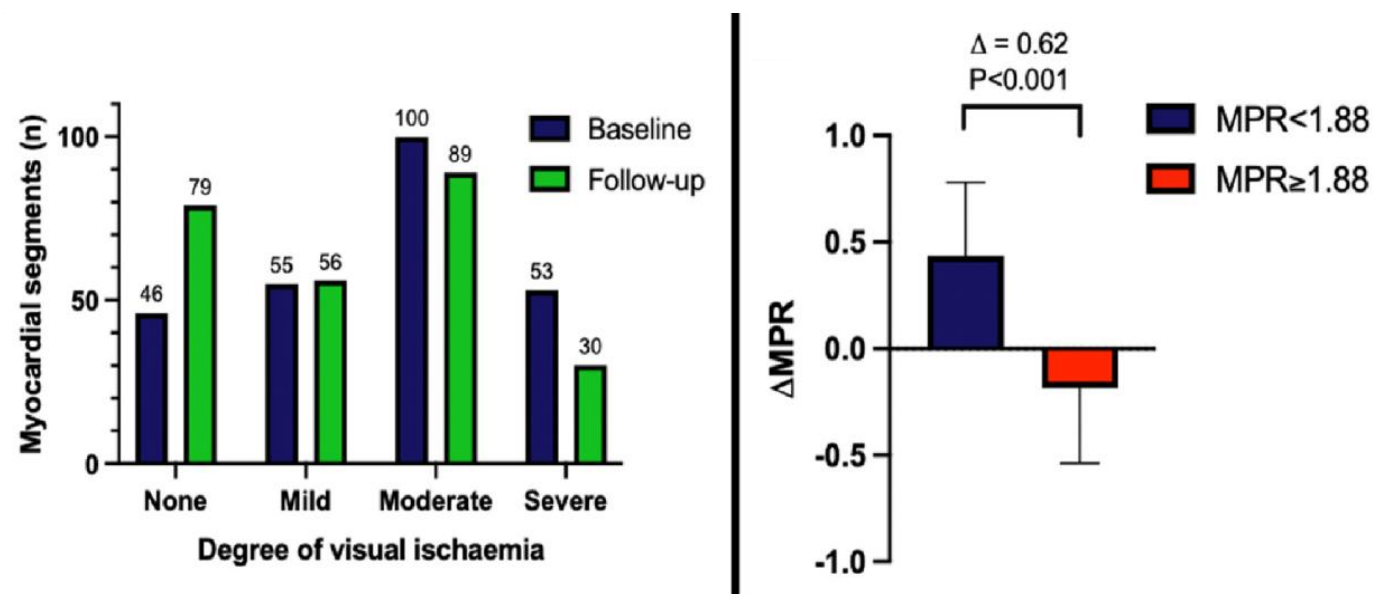 Myocardial segments (n)
100
50
0
46
79
55
56
100
89
53
30
Baseline
Follow-up
None
Mild
Moderate
Severe
Degree of visual ischaemia
Δ = 0.62
P<0.001
MPR<1.88
MPR≥1.88
ΔMPR
1.0
0.5
0.0
-0.5
-1.0